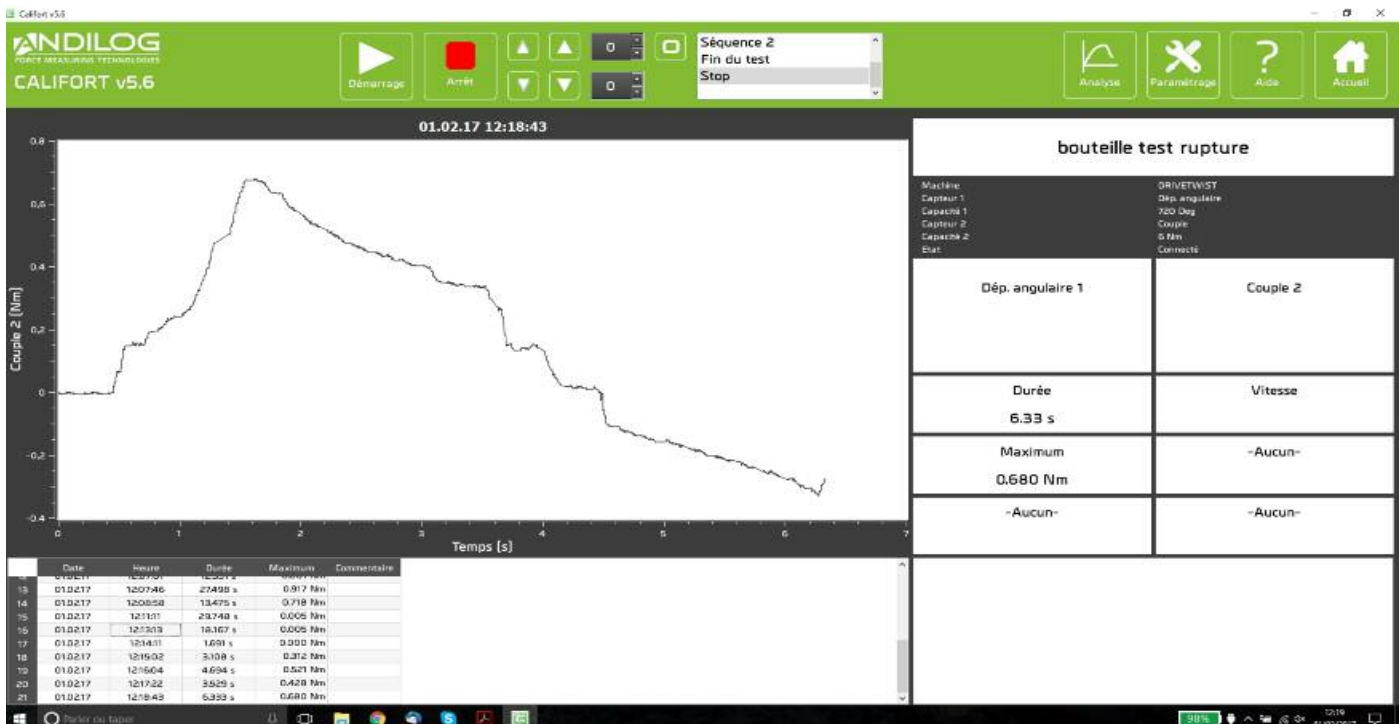 Califort v5.6
ANDILOG
FORCE MEASURING TECHNOLOGIES
CALIFORT v5.6
Démarrage
Arrêt
0
0
Séquence 2
Fin du test
Stop
Analyse
Paramétrage
Aide
Accueil
01.02.17 12:18:43
Couple 2 [Nm]
0.8
0,6
0.4
0,2
0
-0,2
-0.4
0 1 2 3 4 5 6 7
Temps [s]
bouteille test rupture
Machine DRIVETWIST
Capteur 1 Dép. angulaire
Capacité 1 720 Deg
Capteur 2 Couple
Capacité 2 6 Nm
Etat Connecté
Dép. angulaire 1 Couple 2
Durée Vitesse
6.33 s
Maximum -Aucun-
0.680 Nm
-Aucun- -Aucun-
Date Heure Durée Maximum Commentaire
13 01.02.17 12:07:46 27.498 s 0.917 Nm
14 01.02.17 12:08:58 13.475 s 0.718 Nm
15 01.02.17 12:11:11 29.748 s 0.005 Nm
16 01.02.17 12:13:13 18.167 s 0.005 Nm
17 01.02.17 12:14:11 1.691 s
18 01.02.17 12:15:02 3.108 s 0.312 Nm
19 01.02.17 12:16:04 4.694 s 0.521 Nm
20 01.02.17 12:17:22 3.529 s 0.428 Nm
21 01.02.17 12:18:43 6.333 s 0.680 Nm
Parler ou taper
98%
12:19